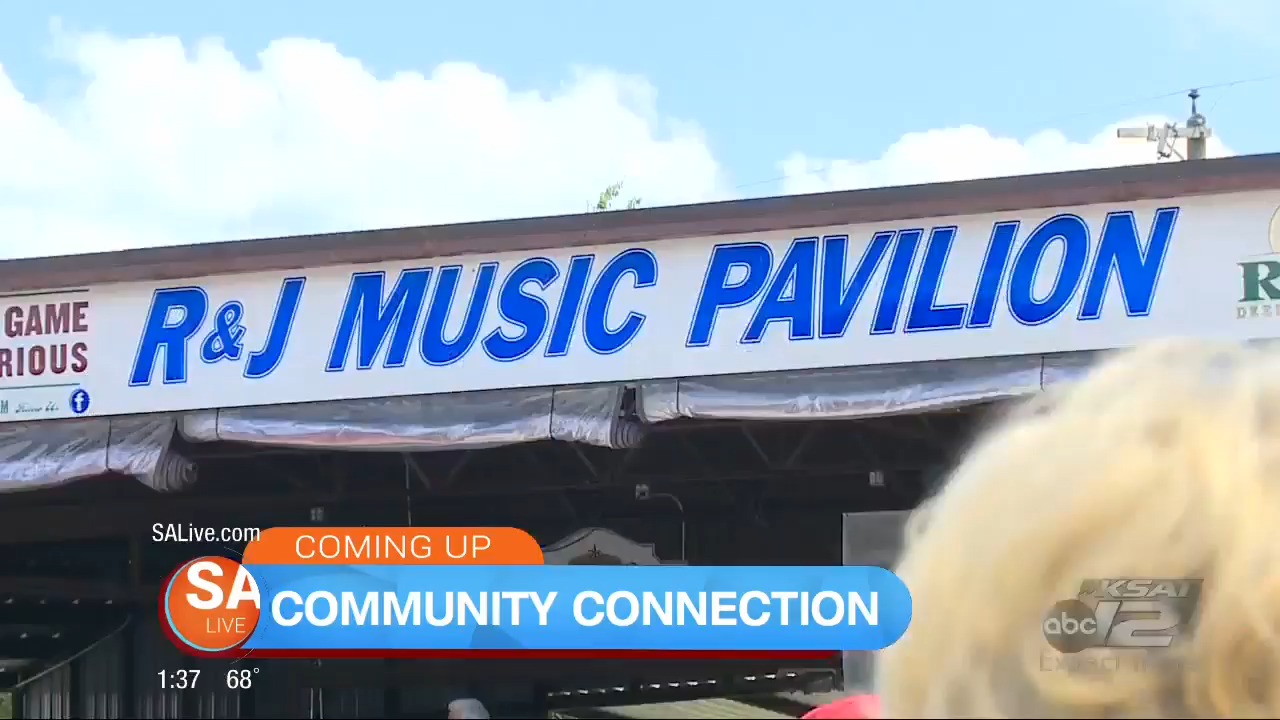 GAME
RIOUS
R&J MUSIC PAVILION
SALive.com
COMING UP
SA
LIVE
COMMUNITY CONNECTION
1:37 68°
KSAT
abc 12